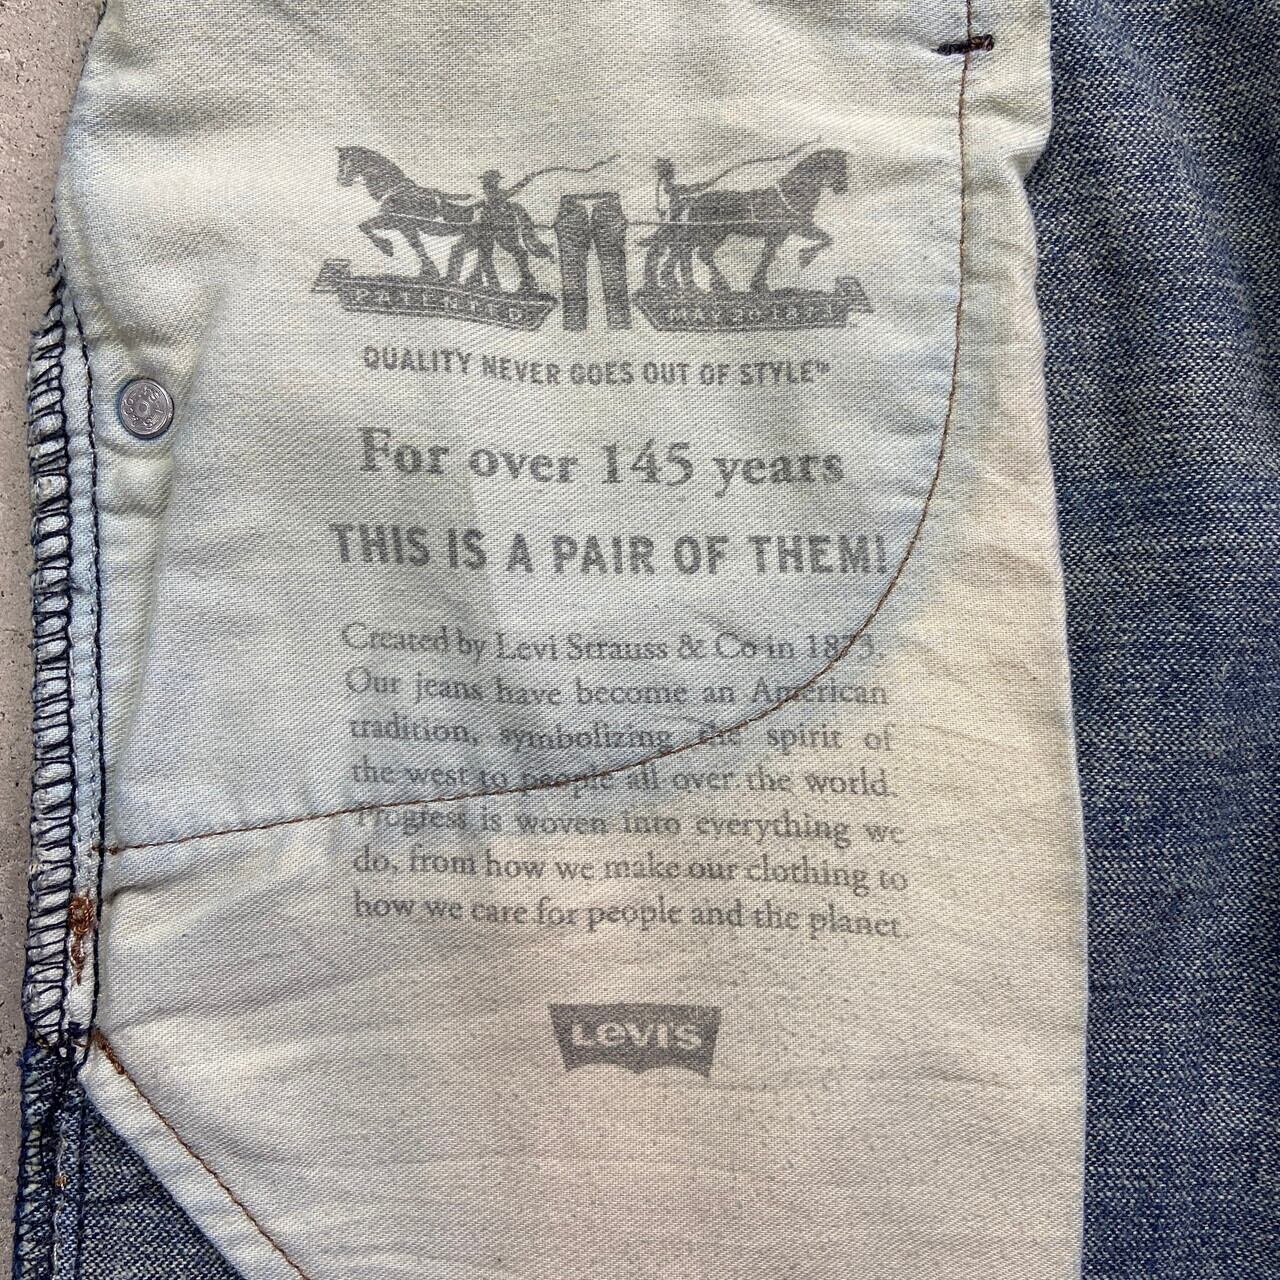 PATENTED MAY 20 1873
QUALITY NEVER GOES OUT OF STYLE™
For over 145 years
THIS IS A PAIR OF THEM!
Created by Levi Strauss & Co in 1873.
Our jeans have become an American
tradition, symbolizing the spirit of
the west to people all over the world.
Progress is woven into everything we
do, from how we make our clothing to
how we care for people and the planet.
LEVI'S